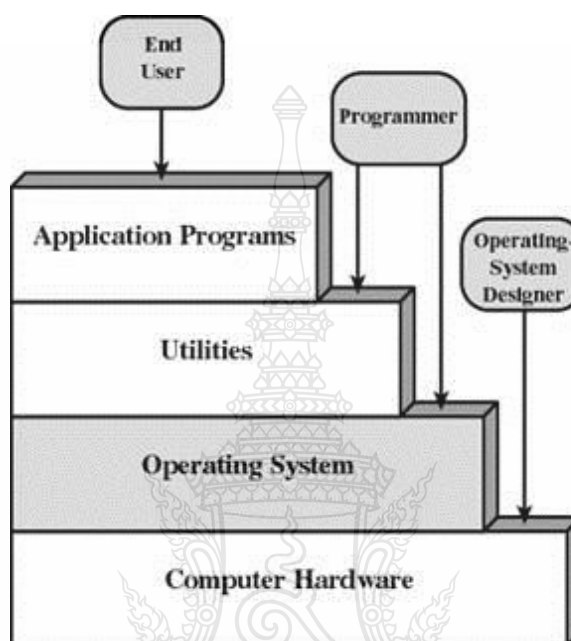 End
User
Programmer
Application Programs
Operating-
System
Designer
Utilities
Operating System
Computer Hardware